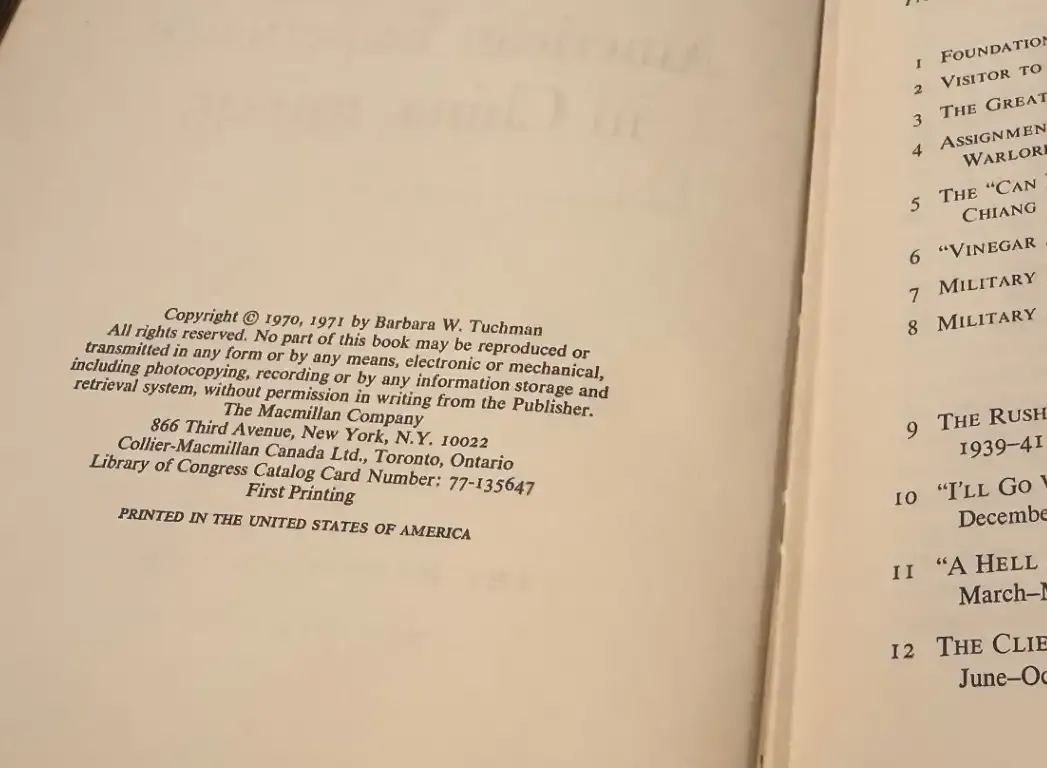 Copyright © 1970, 1971 by Barbara W. Tuchman
All rights reserved. No part of this book may be reproduced or
transmitted in any form or by any means, electronic or mechanical,
including photocopying, recording or by any information storage and
retrieval system, without permission in writing from the Publisher.
The Macmillan Company
866 Third Avenue, New York, N.Y. 10022
Collier-Macmillan Canada Ltd., Toronto, Ontario
Library of Congress Catalog Card Number: 77-135647
First Printing
PRINTED IN THE UNITED STATES OF AMERICA
1 FOUNDATION
2 VISITOR TO
3 THE GREAT
4 ASSIGNMEN
WARLOR
5 THE “CAN
CHIANG
6 “VINEGAR
7 MILITARY
8 MILITARY
9 THE RUSH
1939–41
10 “I’LL GO
Decembe
11 “A HELL
March–
12 THE CLIE
June–Oc